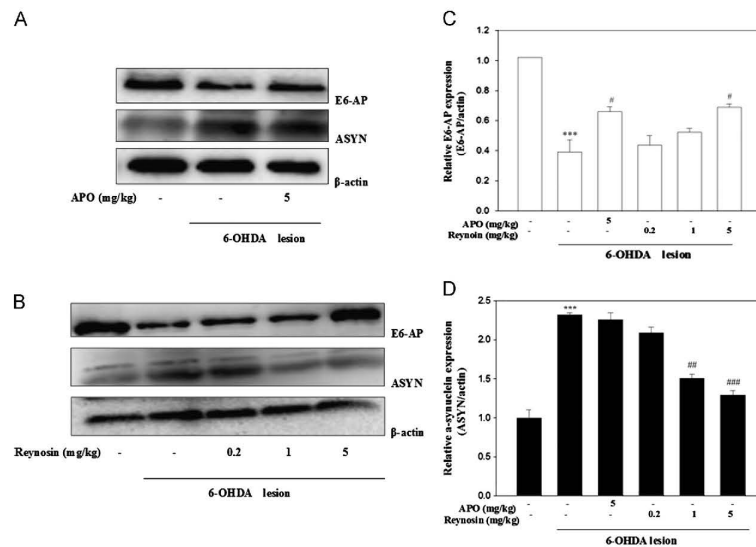 A
E6-AP
ASYN
β-actin
APO (mg/kg) - - 5
6-OHDA lesion
B
E6-AP
ASYN
β-actin
Reynosin (mg/kg) - - 0.2 1 5
6-OHDA lesion
C
Relative E6-AP expression
(E6-AP/actin)
1.2
1.0
0.8
0.6
0.4
0.2
0.0
***
#
#
APO (mg/kg) - - 5 - - -
Reynoin (mg/kg) - - - 0.2 1 5
6-OHDA lesion
D
Relative a-synuclein expression
(ASYN/actin)
2.5
2.0
1.5
1.0
0.5
0.0
***
##
###
APO (mg/kg) - - 5 - - -
Reynosin (mg/kg) - - - 0.2 1 5
6-OHDA lesion